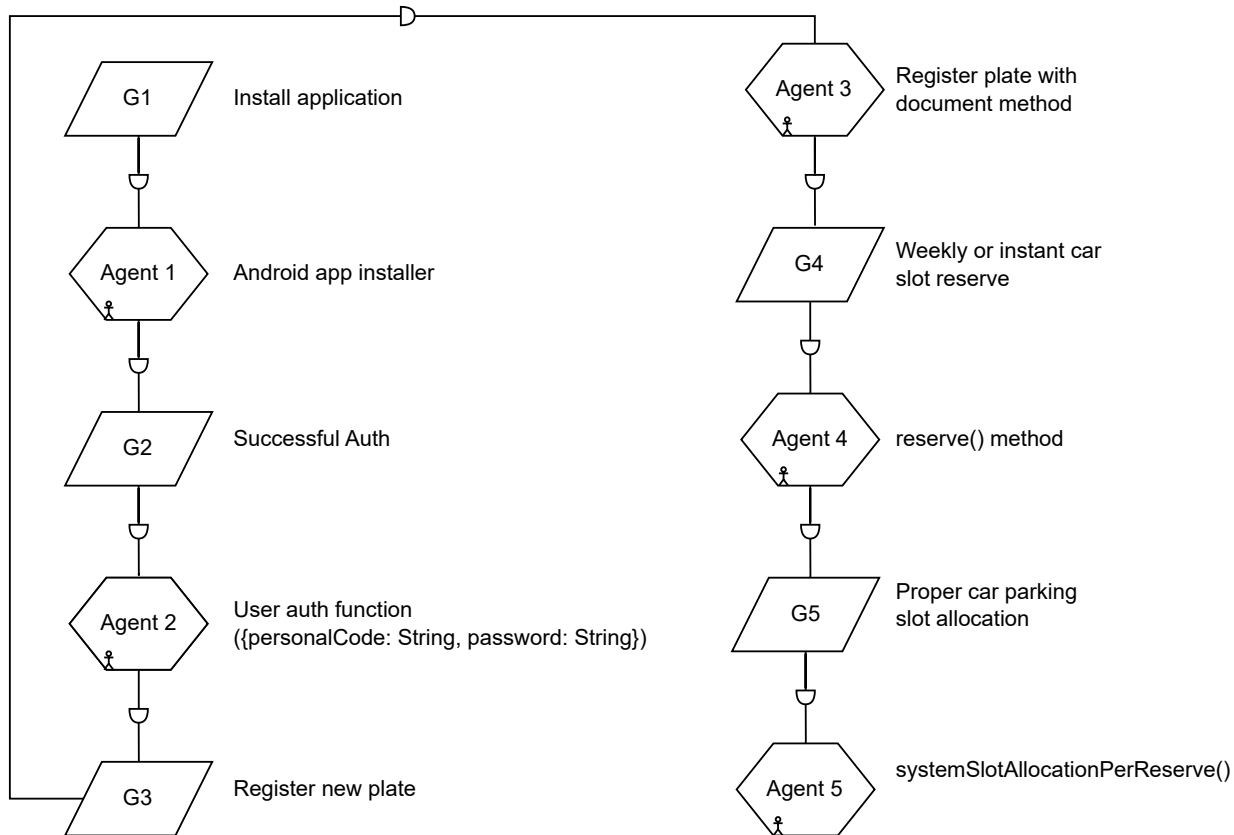 G1
Install application
Agent 1
Android app installer
G2
Successful Auth
Agent 2
User auth function
({personalCode: String, password: String})
G3
Register new plate
Agent 3
Register plate with
document method
G4
Weekly or instant car
slot reserve
Agent 4
reserve() method
G5
Proper car parking
slot allocation
Agent 5
systemSlotAllocationPerReserve()